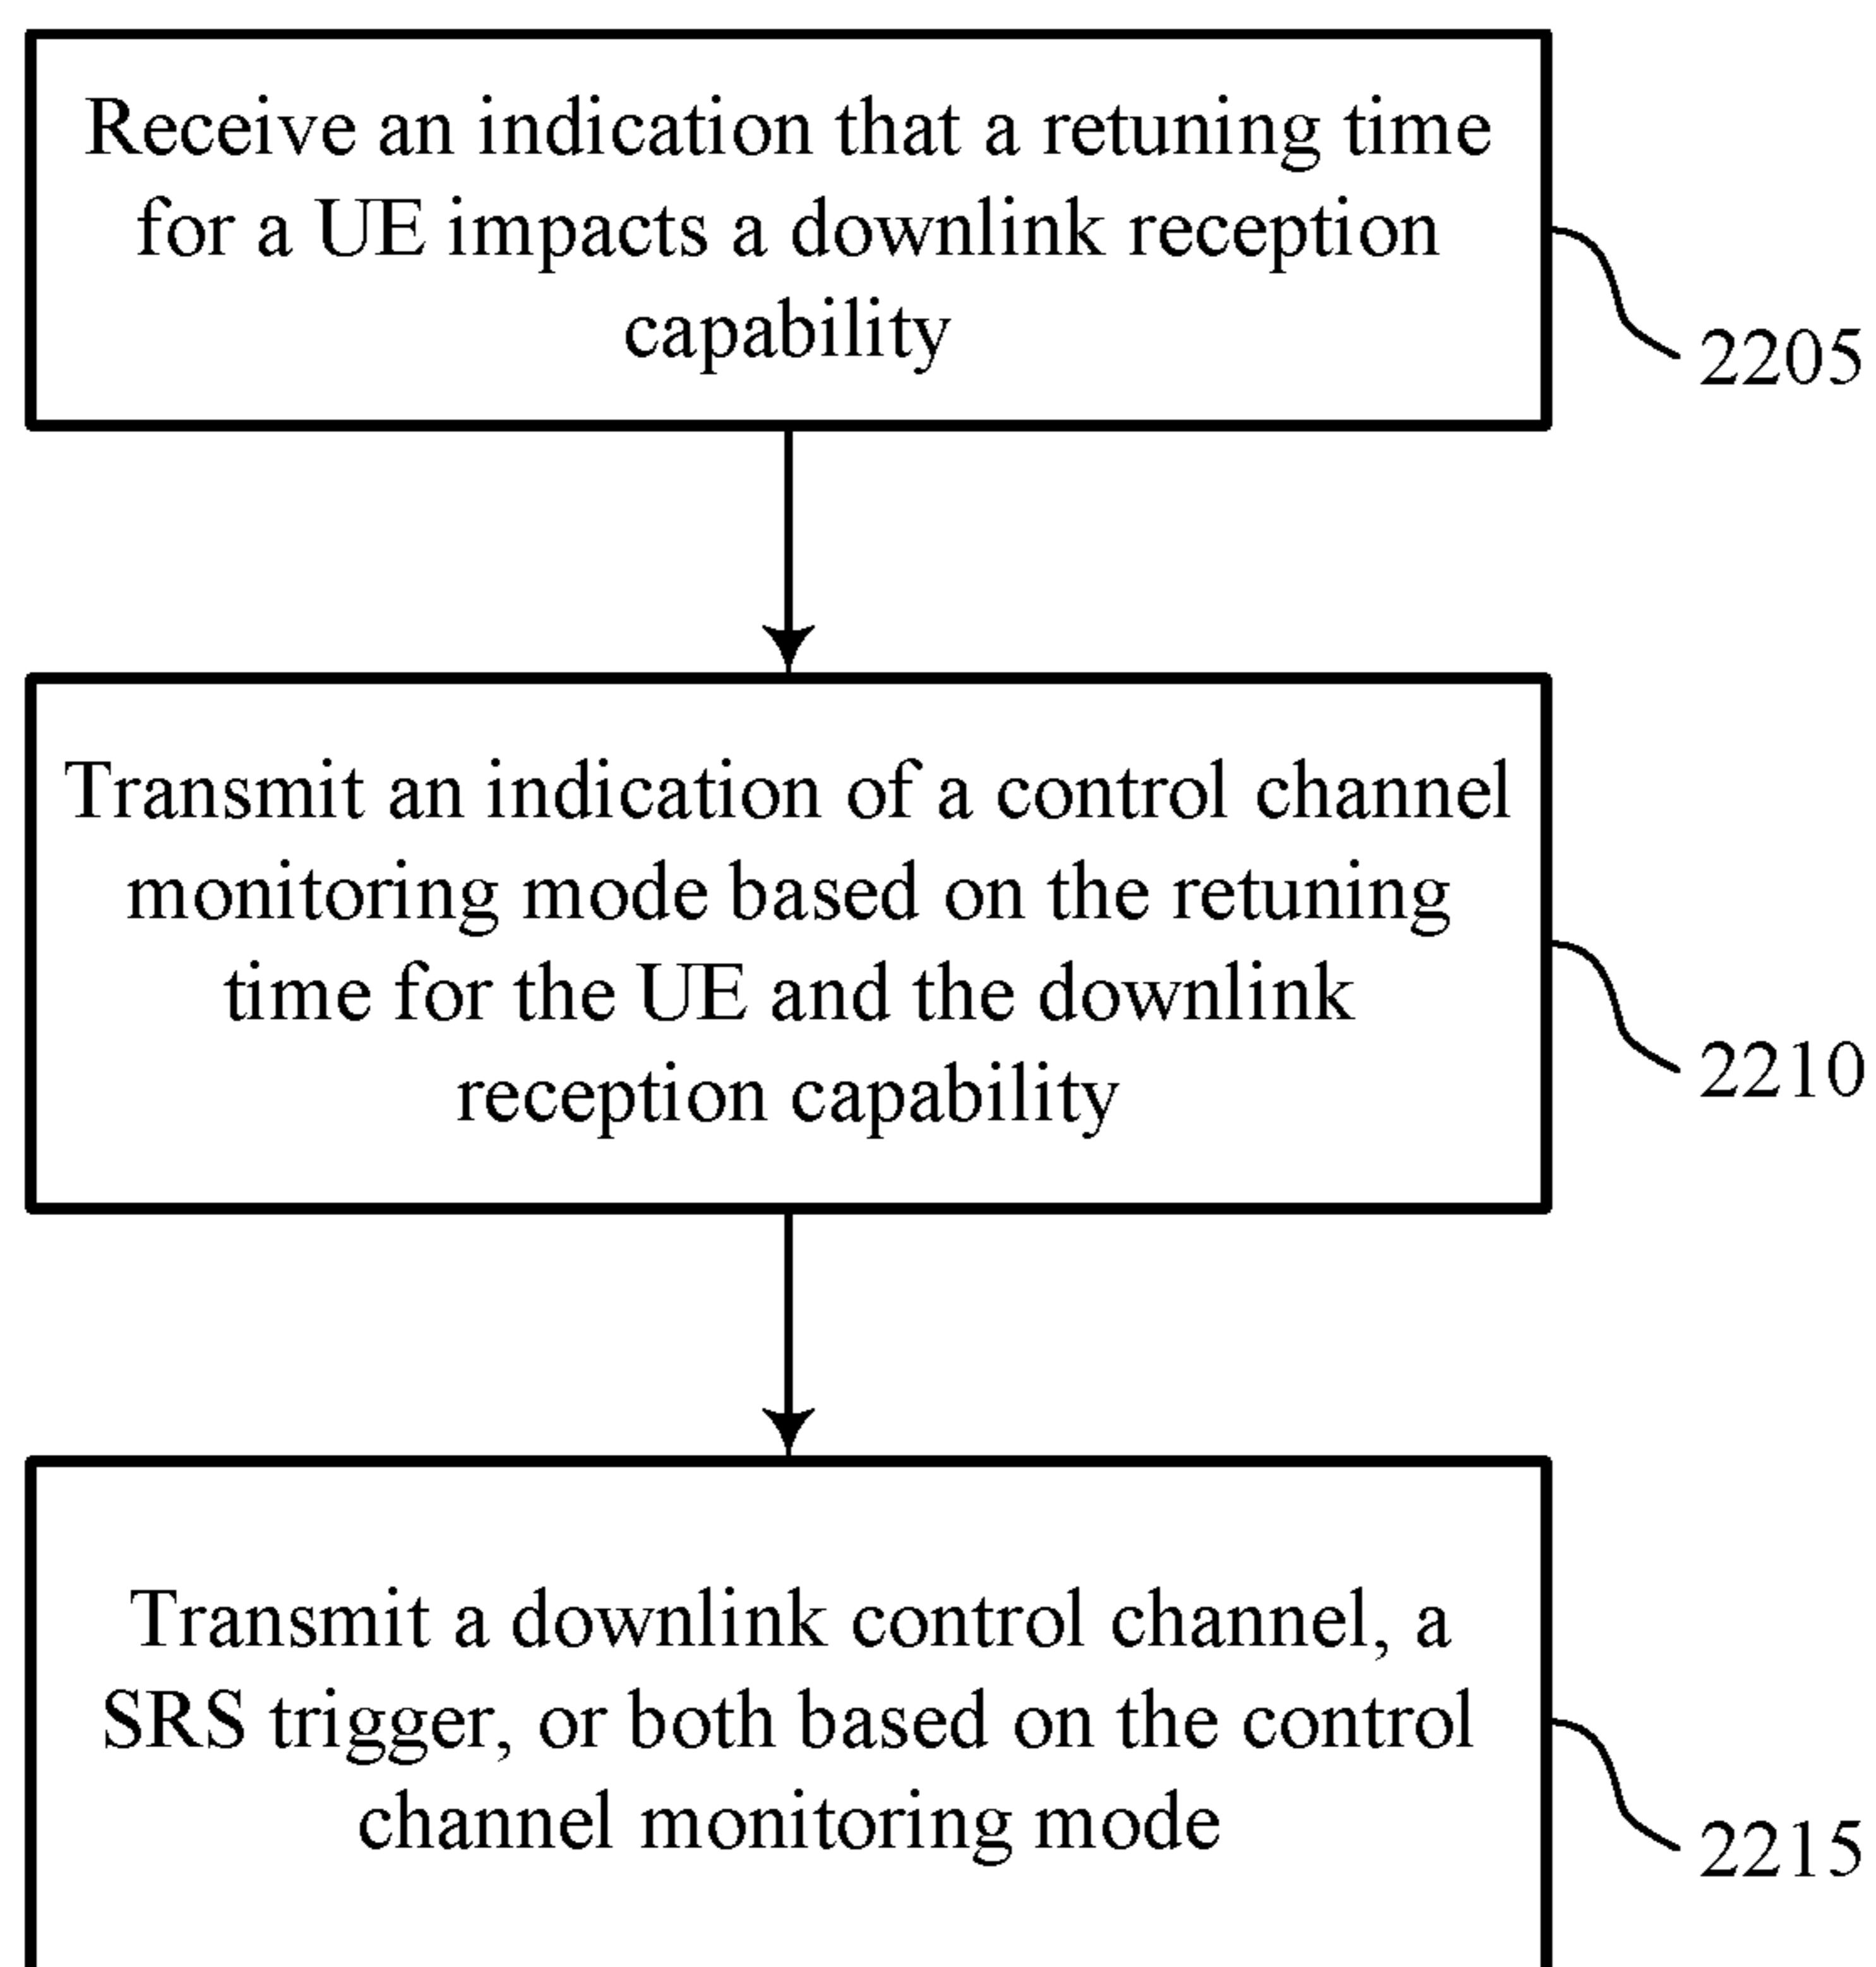 Receive an indication that a retuning time
for a UE impacts a downlink reception
capability
2205
Transmit an indication of a control channel
monitoring mode based on the retuning
time for the UE and the downlink
reception capability
2210
Transmit a downlink control channel, a
SRS trigger, or both based on the control
channel monitoring mode
2215